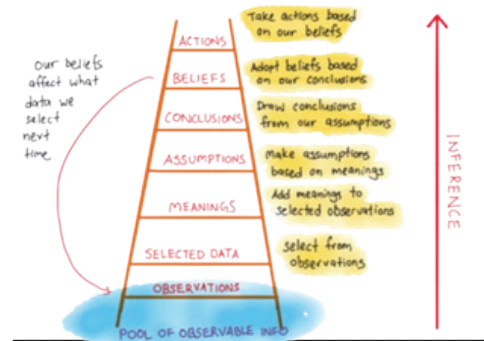 Take actions based
on our beliefs
ACTIONS
Our beliefs
affect what
data we
select
next
time
Adopt beliefs based
on our conclusions
BELIEFS
Draw conclusions
from our assumptions
CONCLUSIONS
Make assumptions
based on meanings
ASSUMPTIONS
Add meanings to
selected observations
MEANINGS
select from
observations
SELECTED DATA
OBSERVATIONS
POOL OF OBSERVABLE INFO
INFERENCE